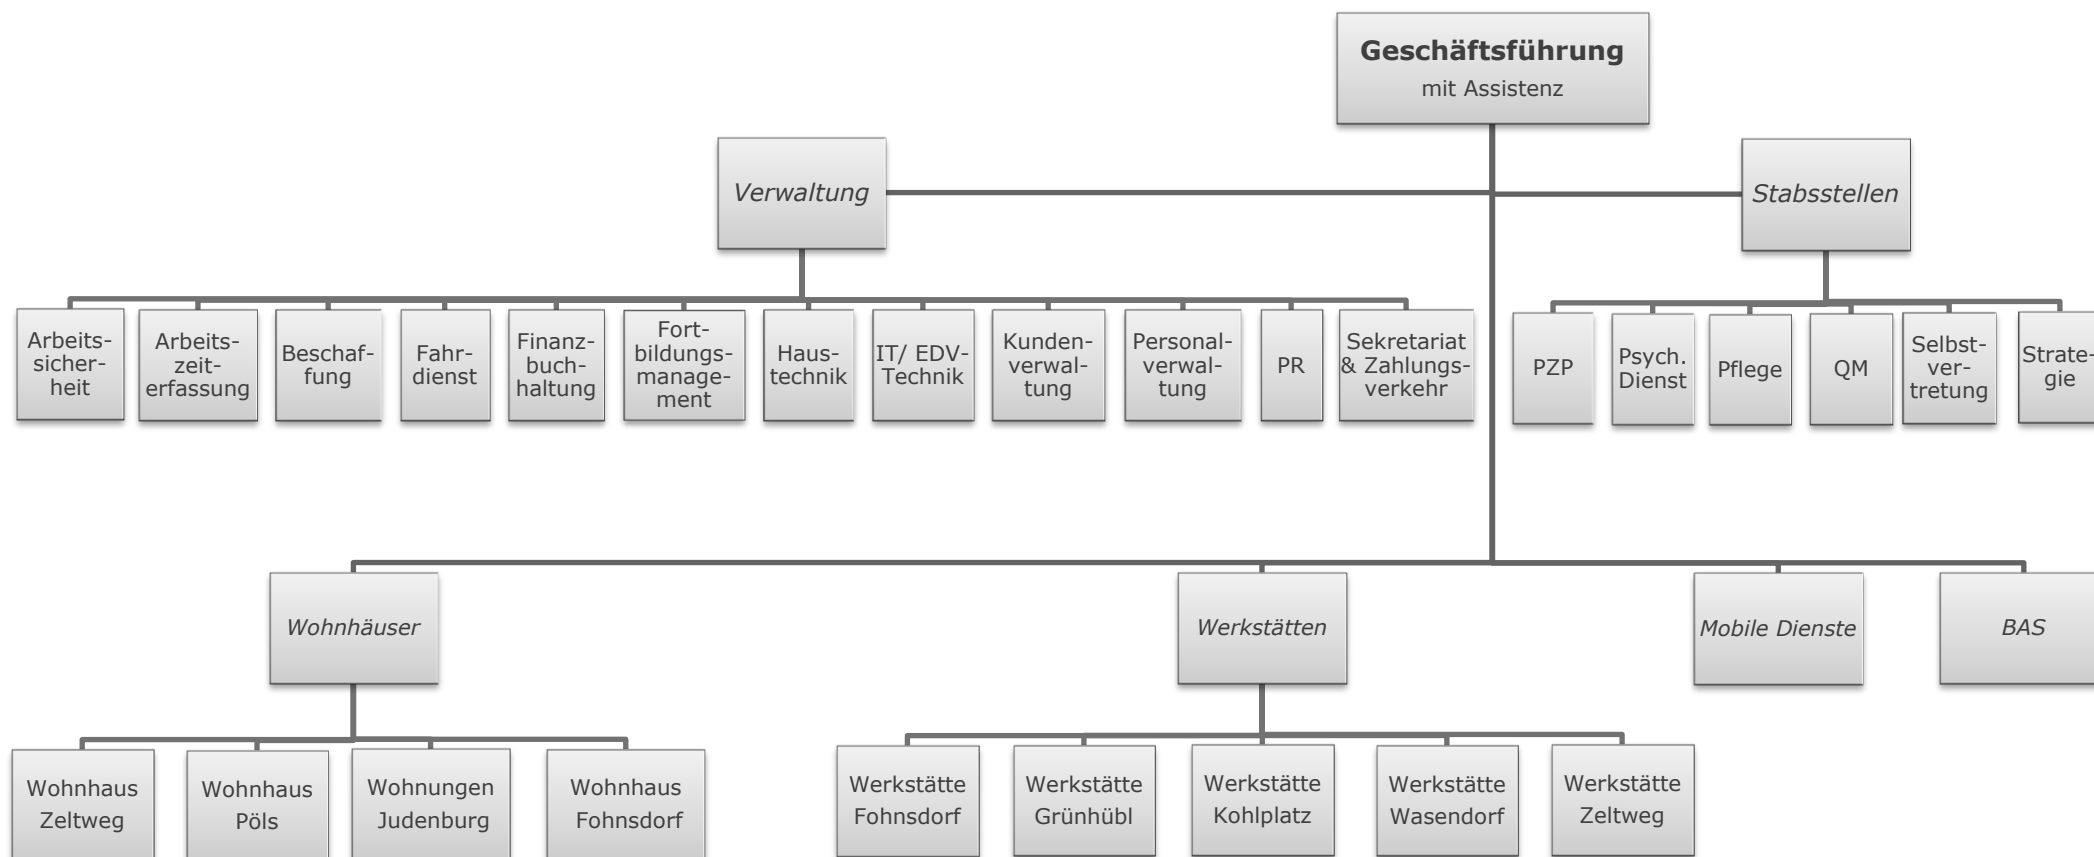 Geschäftsführung
mit Assistenz
Verwaltung
Stabsstellen
Arbeits-
sicher-
heit
Arbeits-
zeit-
erfassung
Beschaf-
fung
Fahr-
dienst
Finanz-
buch-
haltung
Fort-
bildungs-
manage-
ment
Haus-
technik
IT/ EDV-
Technik
Kunden-
verwal-
tung
Personal-
verwal-
tung
PR
Sekretariat
& Zahlungs-
verkehr
PZP
Psych.
Dienst
Pflege
QM
Selbst-
ver-
tretung
Strate-
gie
Wohnhäuser
Werkstätten
Mobile Dienste
BAS
Wohnhaus
Zeltweg
Wohnhaus
Pöls
Wohnungen
Judenburg
Wohnhaus
Fohnsdorf
Werkstätte
Fohnsdorf
Werkstätte
Grünhübl
Werkstätte
Kohlplatz
Werkstätte
Wasendorf
Werkstätte
Zeltweg